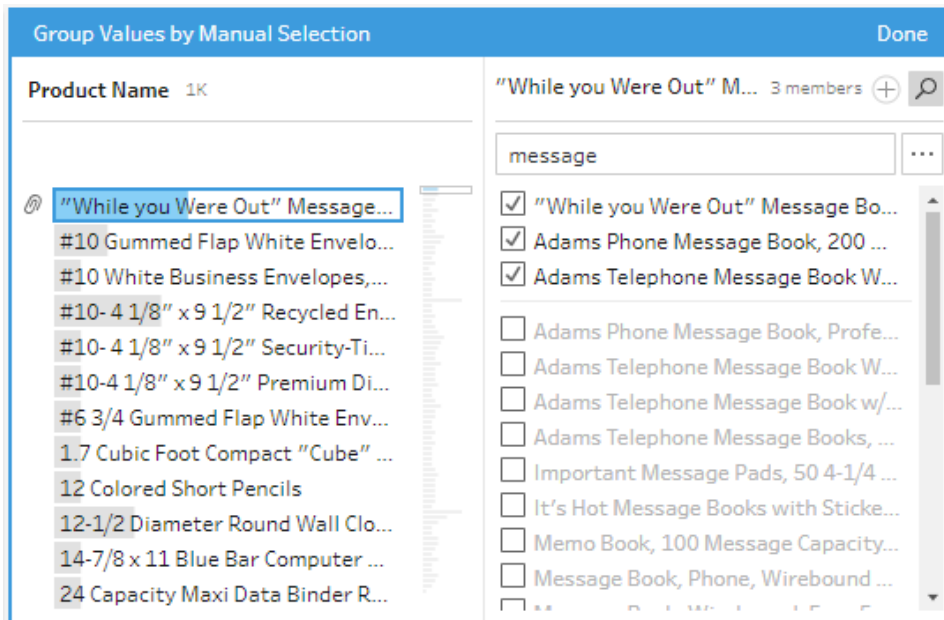 Group Values by Manual Selection Done
Product Name 1K
"While you Were Out" M... 3 members
message
"While you Were Out" Message...
#10 Gummed Flap White Envelo...
#10 White Business Envelopes,...
#10- 4 1/8" x 9 1/2" Recycled En...
#10- 4 1/8" x 9 1/2" Security-Ti...
#10-4 1/8" x 9 1/2" Premium Di...
#6 3/4 Gummed Flap White Env...
1.7 Cubic Foot Compact "Cube" ...
12 Colored Short Pencils
12-1/2 Diameter Round Wall Clo...
14-7/8 x 11 Blue Bar Computer ...
24 Capacity Maxi Data Binder R...
"While you Were Out" Message Bo...
Adams Phone Message Book, 200 ...
Adams Telephone Message Book W...
Adams Phone Message Book, Profe...
Adams Telephone Message Book W...
Adams Telephone Message Book w/...
Adams Telephone Message Books, ...
Important Message Pads, 50 4-1/4 ...
It's Hot Message Books with Sticke...
Memo Book, 100 Message Capacity...
Message Book, Phone, Wirebound ...